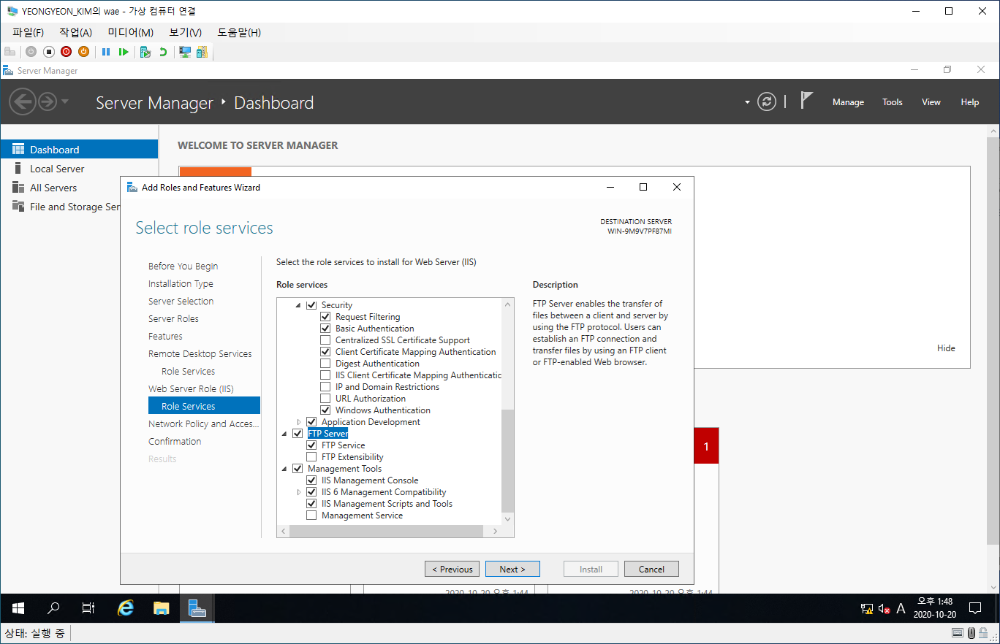 YEONGYEON_KIM의 wae - 가상 컴퓨터 연결
파일(F) 작업(A) 미디어(M) 보기(V) 도움말(H)
Server Manager
Server Manager ‣ Dashboard
Manage Tools View Help
Dashboard
Local Server
All Servers
File and Storage Ser
WELCOME TO SERVER MANAGER
Hide
1
Add Roles and Features Wizard
Select role services
DESTINATION SERVER
WIN-9M9V7PF87MI
Before You Begin
Installation Type
Server Selection
Server Roles
Features
Remote Desktop Services
Role Services
Web Server Role (IIS)
Role Services
Network Policy and Acces...
Confirmation
Results
Select the role services to install for Web Server (IIS)
Role services
Security
Request Filtering
Basic Authentication
Centralized SSL Certificate Support
Client Certificate Mapping Authentication
Digest Authentication
IIS Client Certificate Mapping Authenticatic
IP and Domain Restrictions
URL Authorization
Windows Authentication
Application Development
FTP Server
FTP Service
FTP Extensibility
Management Tools
IIS Management Console
IIS 6 Management Compatibility
IIS Management Scripts and Tools
Management Service
Description
FTP Server enables the transfer of
files between a client and server by
using the FTP protocol. Users can
establish an FTP connection and
transfer files by using an FTP client
or FTP-enabled Web browser.
< Previous Next > Install Cancel
2020-10-20 오후 1:44 2020-10-20 오후 1:44
A
오후 1:48
2020-10-20
상태: 실행 중